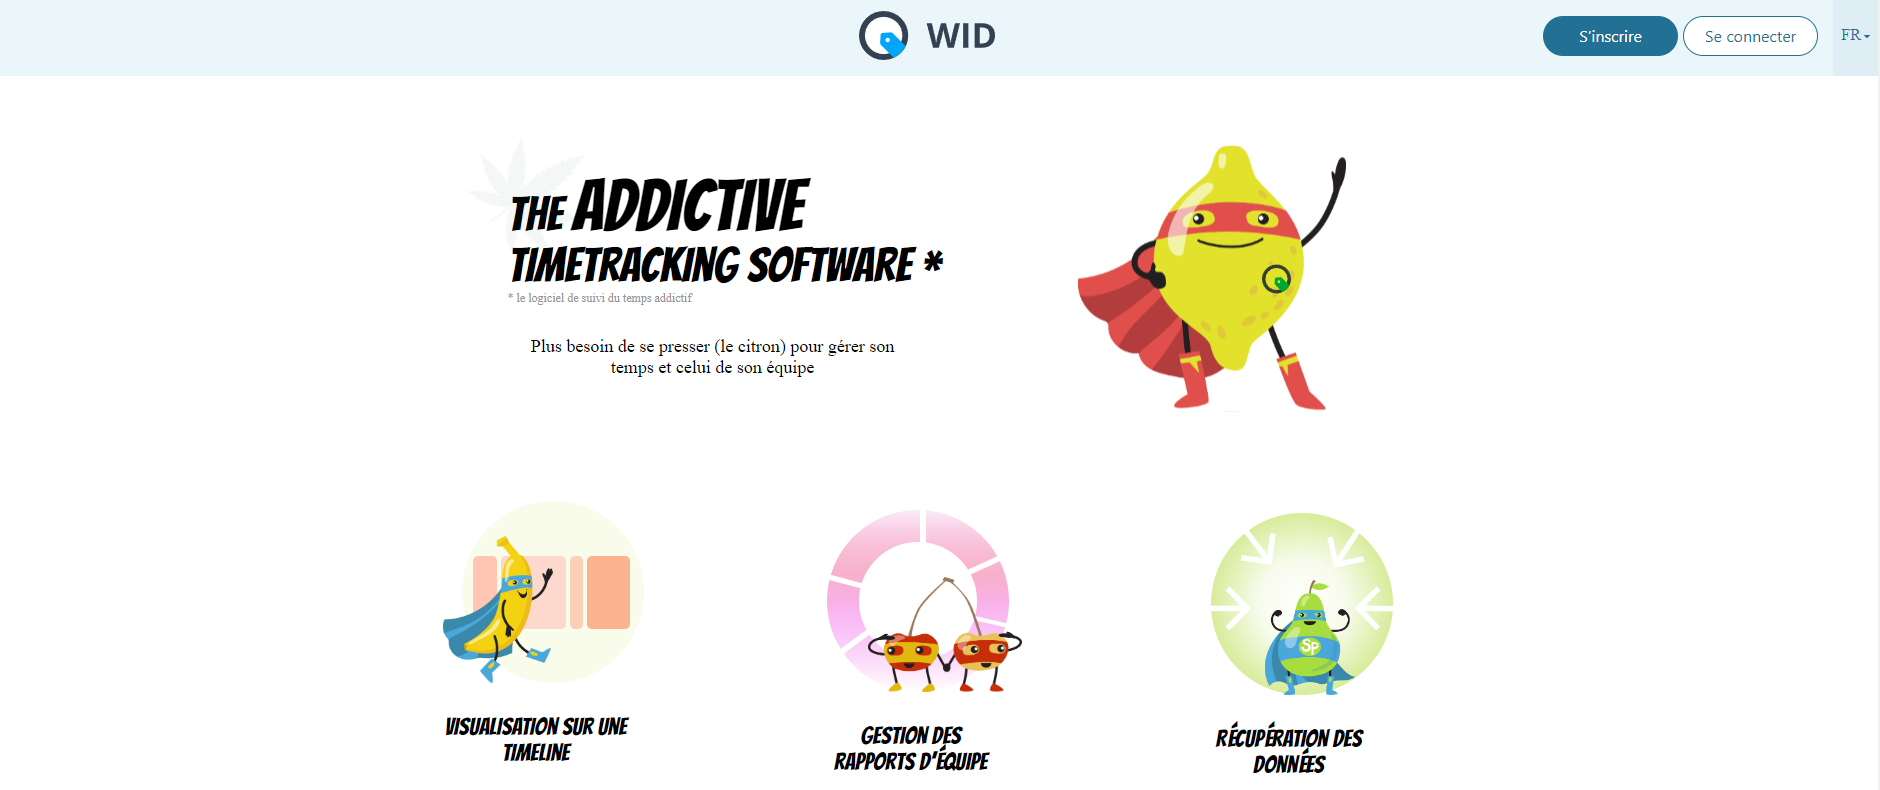 WID
S'inscrire
Se connecter
FR
THE ADDICTIVE
TIMETRACKING SOFTWARE *
* le logiciel de suivi du temps addictif
Plus besoin de se presser (le citron) pour gérer son
temps et celui de son équipe
Sp
VISUALISATION SUR UNE
TIMELINE
GESTION DES
RAPPORTS D'ÉQUIPE
RÉCUPÉRATION DES
DONNÉES